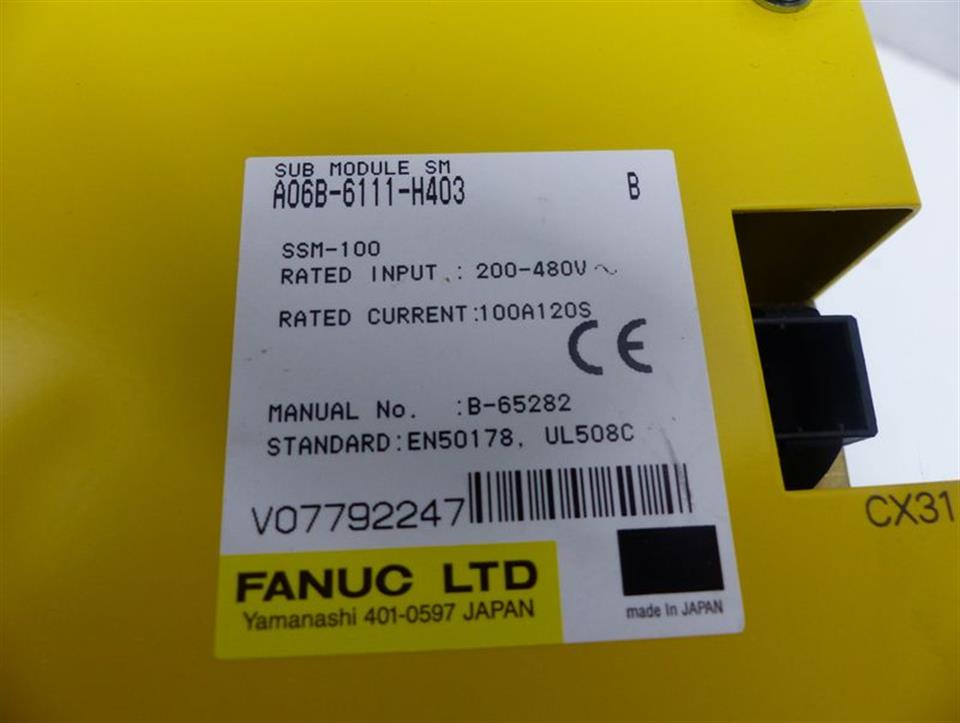 SUB MODULE SM
A06B-6111-H403 B
SSM-100
RATED INPUT : 200-480V ~
RATED CURRENT:100A120S
CE
MANUAL No. :B-65282
STANDARD:EN50178, UL508C
V07792247
FANUC LTD
Yamanashi 401-0597 JAPAN
made In JAPAN
CX31